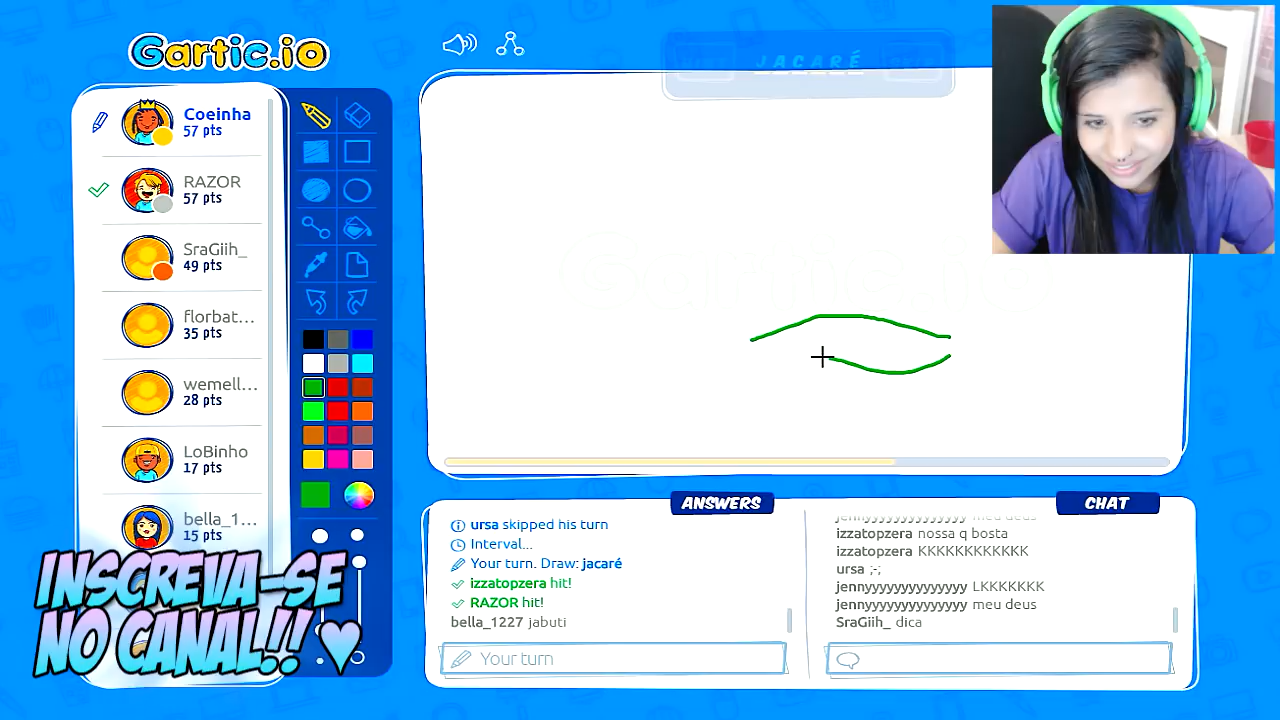 Gartic.io
JACARÉ
Coeinha
57 pts
RAZOR
57 pts
SraGiih_
49 pts
florbat...
35 pts
wemell...
28 pts
LoBinho
17 pts
bella_1...
15 pts
INSCREVA-SE
NO CANAL!! ♥
ANSWERS
ursa skipped his turn
Interval...
Your turn. Draw: jacaré
izzatopzera hit!
RAZOR hit!
bella_1227 jabuti
Your turn
CHAT
jennyyyyyyyyyyyyyy meu deus
izzatopzera nossa q bosta
izzatopzera KKKKKKKKKKKK
ursa ;-;
jennyyyyyyyyyyyyyy LKKKKKKK
jennyyyyyyyyyyyyyy meu deus
SraGiih_ dica